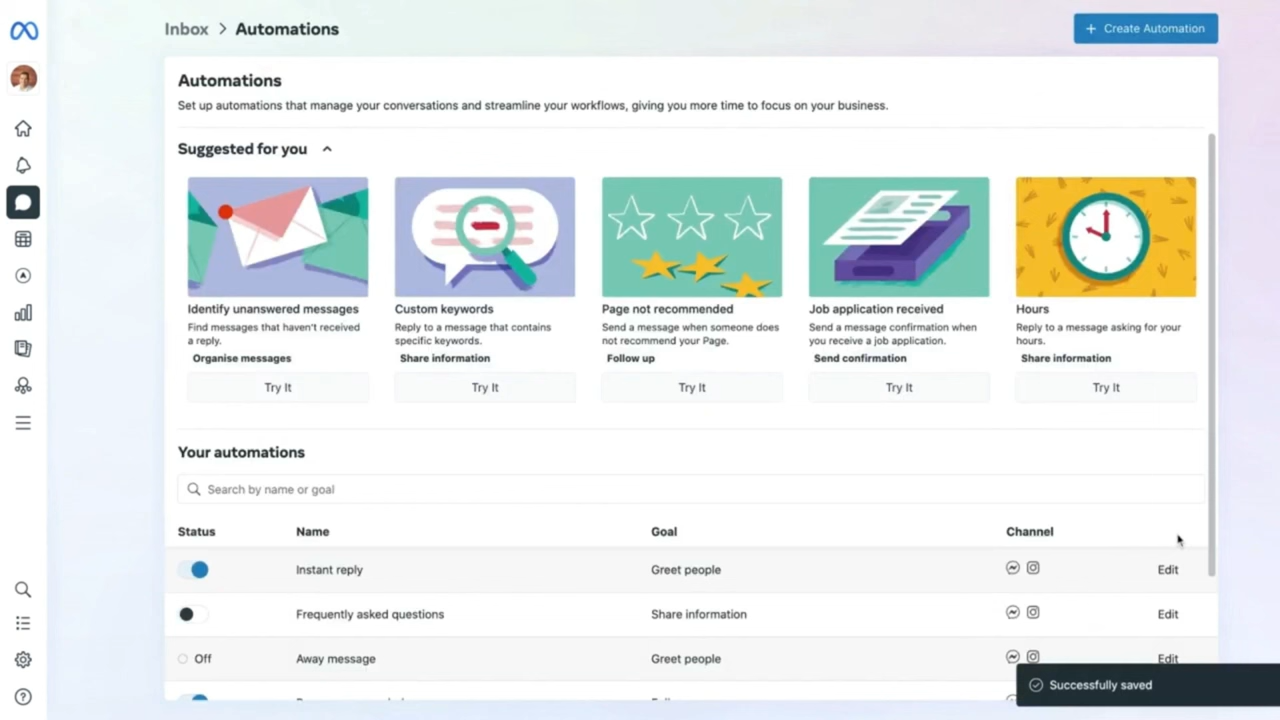 Inbox > Automations
+ Create Automation
Automations
Set up automations that manage your conversations and streamline your workflows, giving you more time to focus on your business.
Suggested for you
Identify unanswered messages
Find messages that haven't received
a reply.
Organise messages
Try It
Custom keywords
Reply to a message that contains
specific keywords.
Share information
Try It
Page not recommended
Send a message when someone does
not recommend your Page.
Follow up
Try It
Job application received
Send a message confirmation when
you receive a job application.
Send confirmation
Try It
Hours
Reply to a message asking for your
hours.
Share information
Try It
Your automations
Search by name or goal
Status Name Goal Channel
Instant reply Greet people Edit
Frequently asked questions Share information Edit
Off Away message Greet people Edit
Successfully saved